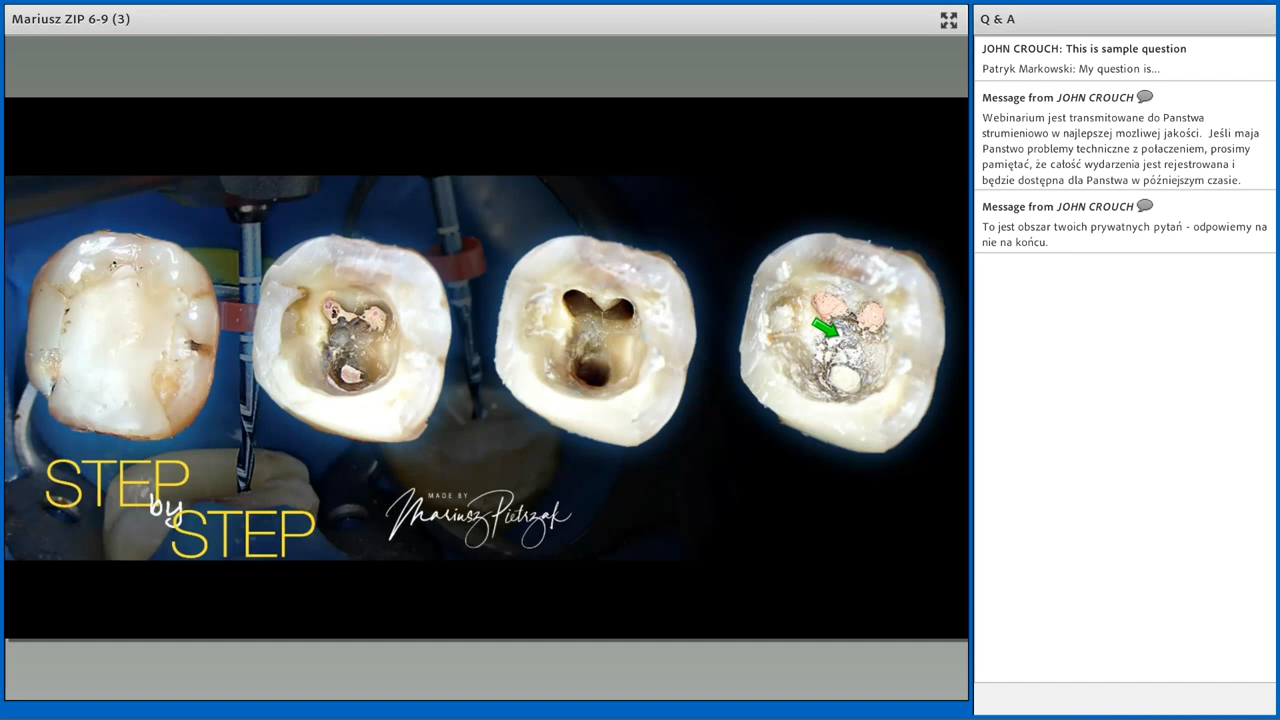 Mariusz ZIP 6-9 (3)
STEP
by
STEP
MADE BY
Mariusz Pietrzak
Q & A
JOHN CROUCH: This is sample question
Patryk Markowski: My question is...
Message from JOHN CROUCH
Webinarium jest transmitowane do Panstwa
strumieniowo w najlepszej mozliwej jakości.  Jeśli maja
Panstwo problemy techniczne z połaczeniem, prosimy
pamiętać, że całość wydarzenia jest rejestrowana i
będzie dostępna dla Panstwa w późniejszym czasie.
Message from JOHN CROUCH
To jest obszar twoich prywatnych pytań - odpowiemy na
nie na końcu.